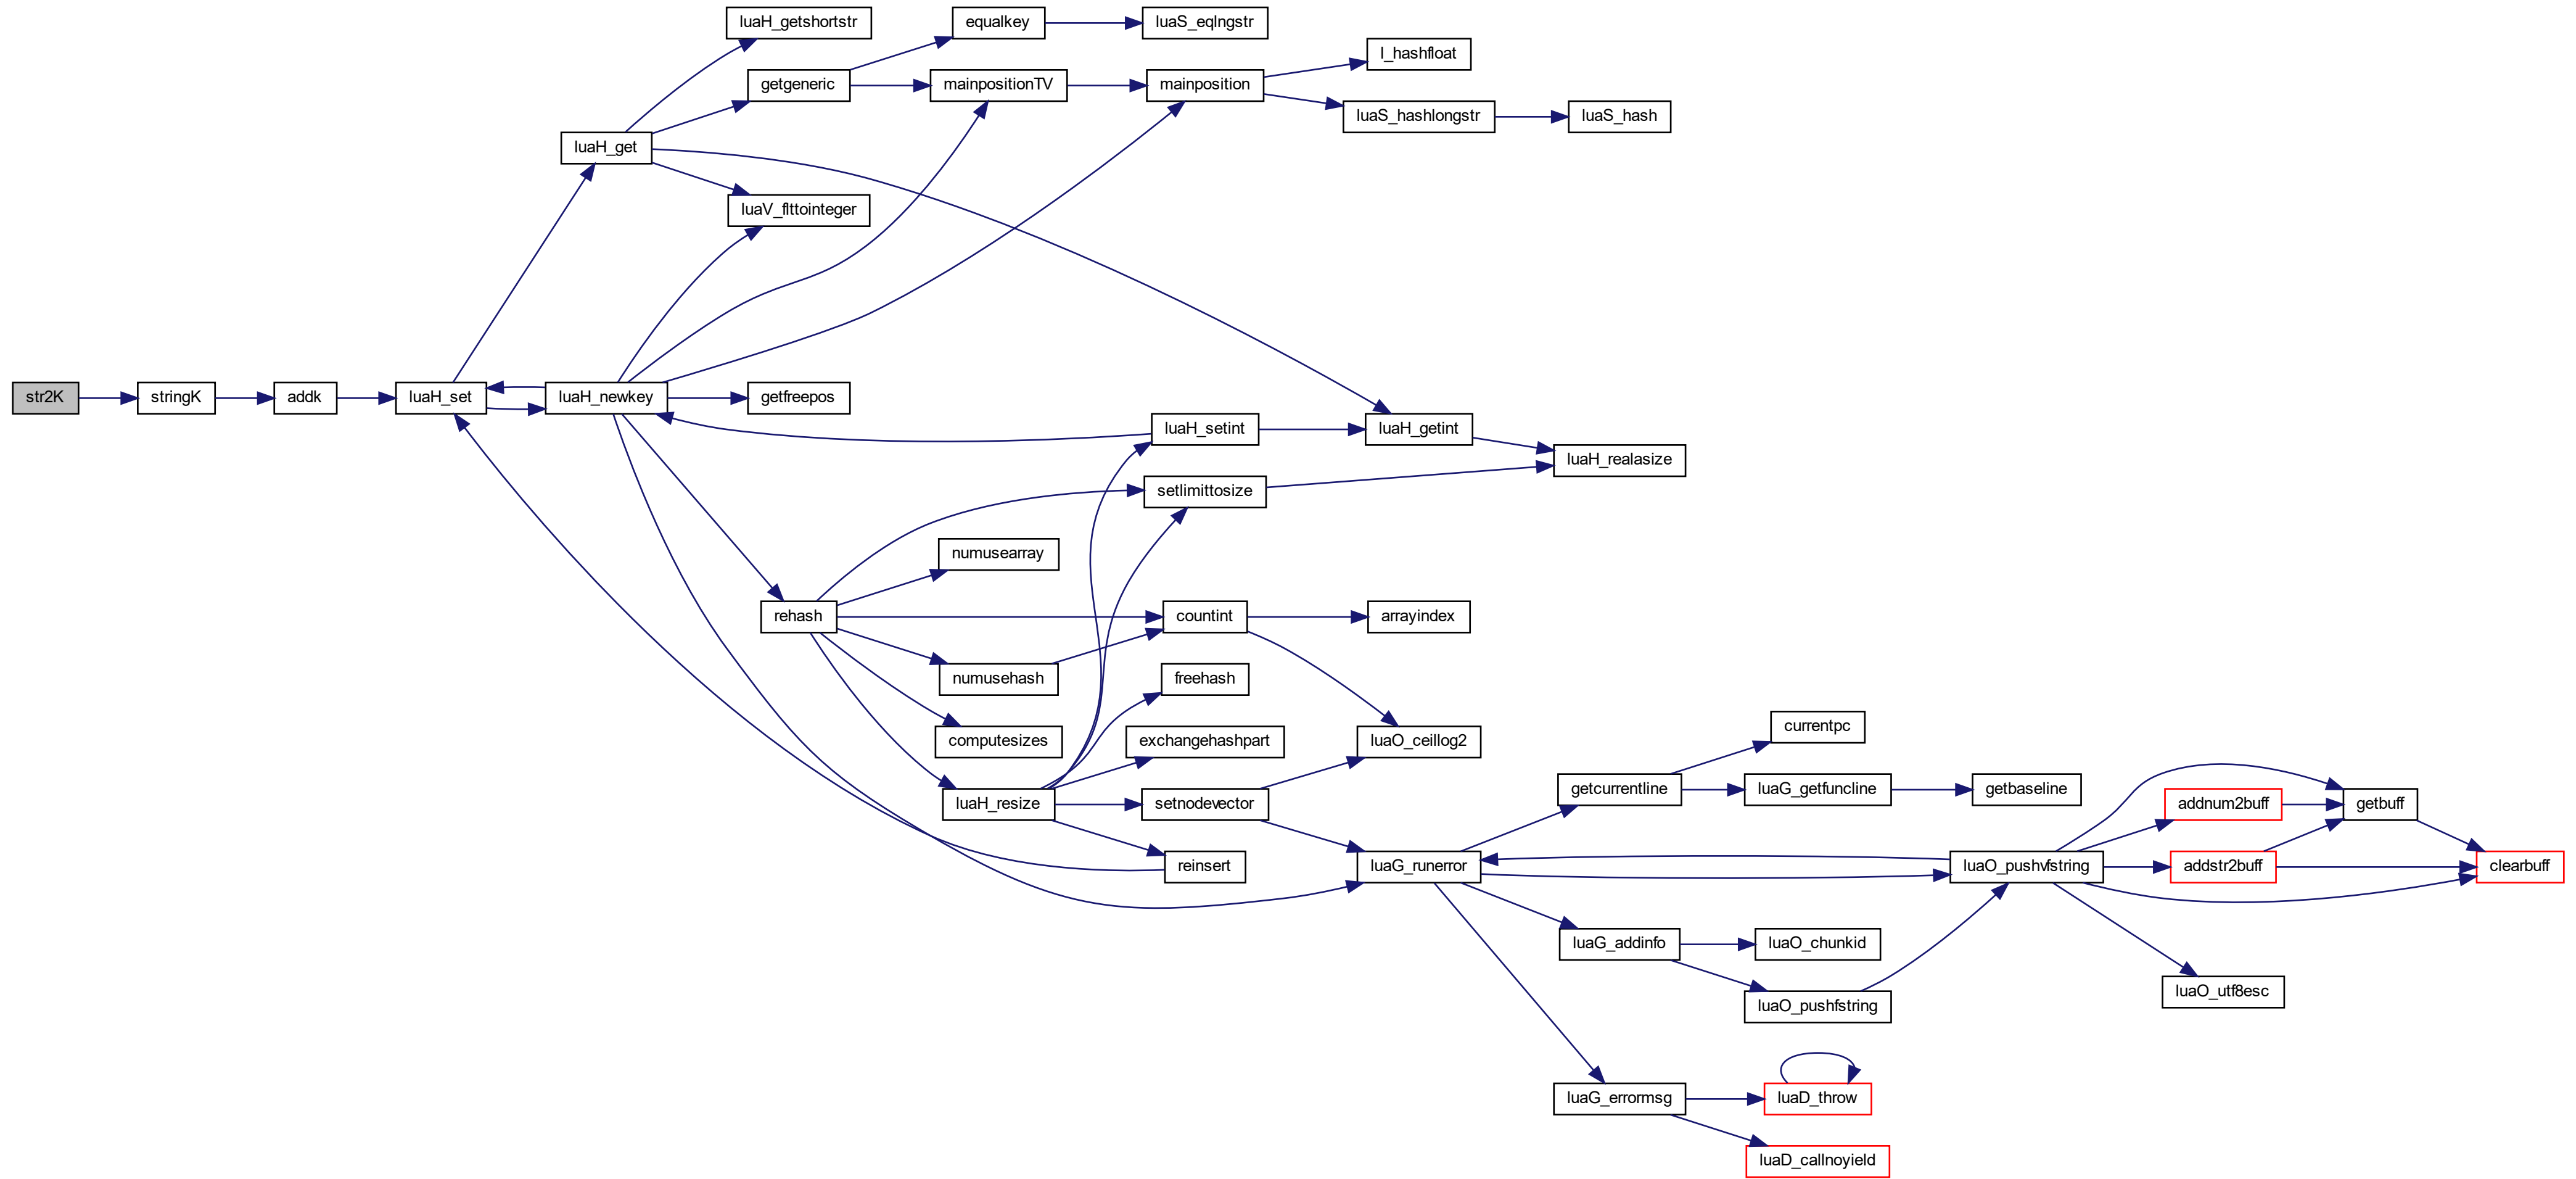 luaH_getshortstr
equalkey
luaS_eqlngstr
l_hashfloat
getgeneric
mainpositionTV
mainposition
luaS_hashlongstr
luaS_hash
luaH_get
luaV_flttointeger
str2K
stringK
addk
luaH_set
luaH_newkey
getfreepos
luaH_setint
luaH_getint
luaH_realasize
setlimittosize
numusearray
rehash
countint
arrayindex
numusehash
freehash
computesizes
exchangehashpart
luaO_ceillog2
currentpc
luaH_resize
setnodevector
getcurrentline
luaG_getfuncline
getbaseline
addnum2buff
getbuff
reinsert
luaG_runerror
luaO_pushvfstring
addstr2buff
clearbuff
luaG_addinfo
luaO_chunkid
luaO_pushfstring
luaO_utf8esc
luaG_errormsg
luaD_throw
luaD_callnoyield